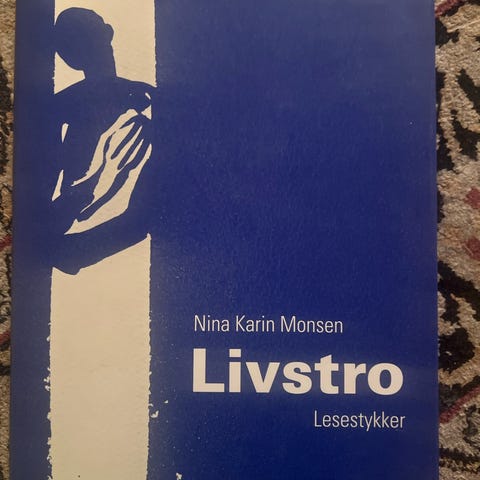 Nina Karin Monsen
Livstro
Lesestykker